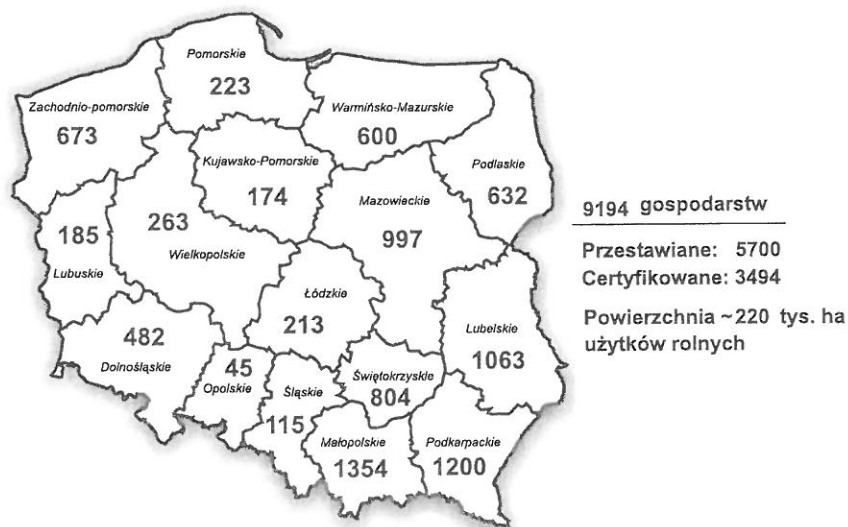 Pomorskie
223
Zachodnio-pomorskie
673
Warmińsko-Mazurskie
600
Kujawsko-Pomorskie
174
Podlaskie
632
Mazowieckie
997
263
Wielkopolskie
185
Lubuskie
Łódzkie
213
482
Dolnośląskie
Lubelskie
1063
45
Opolskie
Śląskie
115
Świętokrzyskie
804
Małopolskie
1354
Podkarpackie
1200
9194 gospodarstw
Przestawiane: 5700
Certyfikowane: 3494
Powierzchnia ~220 tys. ha
użytków rolnych